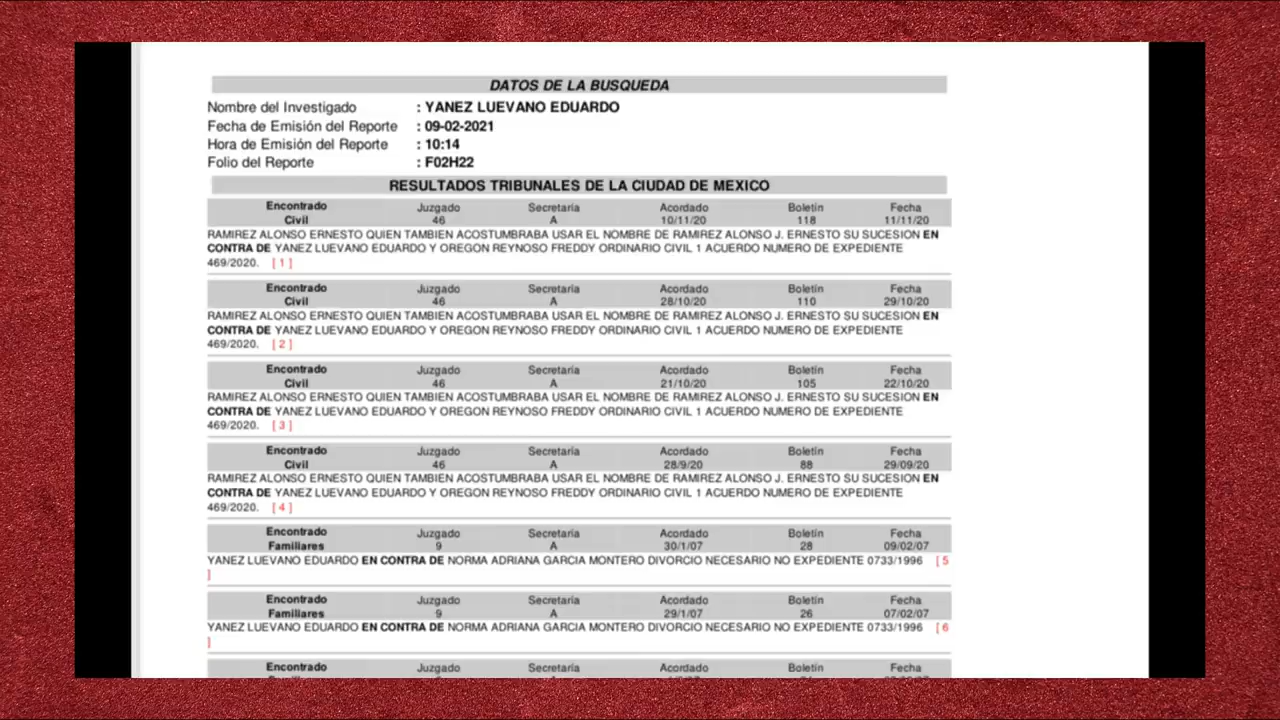 DATOS DE LA BUSQUEDA
Nombre del Investigado : YANEZ LUEVANO EDUARDO
Fecha de Emisión del Reporte : 09-02-2021
Hora de Emisión del Reporte : 10:14
Folio del Reporte : F02H22
RESULTADOS TRIBUNALES DE LA CIUDAD DE MEXICO
Encontrado Juzgado Secretaría Acordado Boletín Fecha
Civil 46 A 10/11/20 118 11/11/20
RAMIREZ ALONSO ERNESTO QUIEN TAMBIEN ACOSTUMBRABA USAR EL NOMBRE DE RAMIREZ ALONSO J. ERNESTO SU SUCESION EN
CONTRA DE YANEZ LUEVANO EDUARDO Y OREGON REYNOSO FREDDY ORDINARIO CIVIL 1 ACUERDO NUMERO DE EXPEDIENTE
469/2020. [ 1 ]
Encontrado Juzgado Secretaría Acordado Boletín Fecha
Civil 46 A 28/10/20 110 29/10/20
RAMIREZ ALONSO ERNESTO QUIEN TAMBIEN ACOSTUMBRABA USAR EL NOMBRE DE RAMIREZ ALONSO J. ERNESTO SU SUCESION EN
CONTRA DE YANEZ LUEVANO EDUARDO Y OREGON REYNOSO FREDDY ORDINARIO CIVIL 1 ACUERDO NUMERO DE EXPEDIENTE
469/2020. [ 2 ]
Encontrado Juzgado Secretaría Acordado Boletín Fecha
Civil 46 A 21/10/20 105 22/10/20
RAMIREZ ALONSO ERNESTO QUIEN TAMBIEN ACOSTUMBRABA USAR EL NOMBRE DE RAMIREZ ALONSO J. ERNESTO SU SUCESION EN
CONTRA DE YANEZ LUEVANO EDUARDO Y OREGON REYNOSO FREDDY ORDINARIO CIVIL 1 ACUERDO NUMERO DE EXPEDIENTE
469/2020. [ 3 ]
Encontrado Juzgado Secretaría Acordado Boletín Fecha
Civil 46 A 28/9/20 88 29/09/20
RAMIREZ ALONSO ERNESTO QUIEN TAMBIEN ACOSTUMBRABA USAR EL NOMBRE DE RAMIREZ ALONSO J. ERNESTO SU SUCESION EN
CONTRA DE YANEZ LUEVANO EDUARDO Y OREGON REYNOSO FREDDY ORDINARIO CIVIL 1 ACUERDO NUMERO DE EXPEDIENTE
469/2020. [ 4 ]
Encontrado Juzgado Secretaría Acordado Boletín Fecha
Familiares 9 A 30/1/07 28 09/02/07
YANEZ LUEVANO EDUARDO EN CONTRA DE NORMA ADRIANA GARCIA MONTERO DIVORCIO NECESARIO NO EXPEDIENTE 0733/1996 [ 5
]
Encontrado Juzgado Secretaría Acordado Boletín Fecha
Familiares 9 A 29/1/07 26 07/02/07
YANEZ LUEVANO EDUARDO EN CONTRA DE NORMA ADRIANA GARCIA MONTERO DIVORCIO NECESARIO NO EXPEDIENTE 0733/1996 [ 6
]
Encontrado Juzgado Secretaría Acordado Boletín Fecha